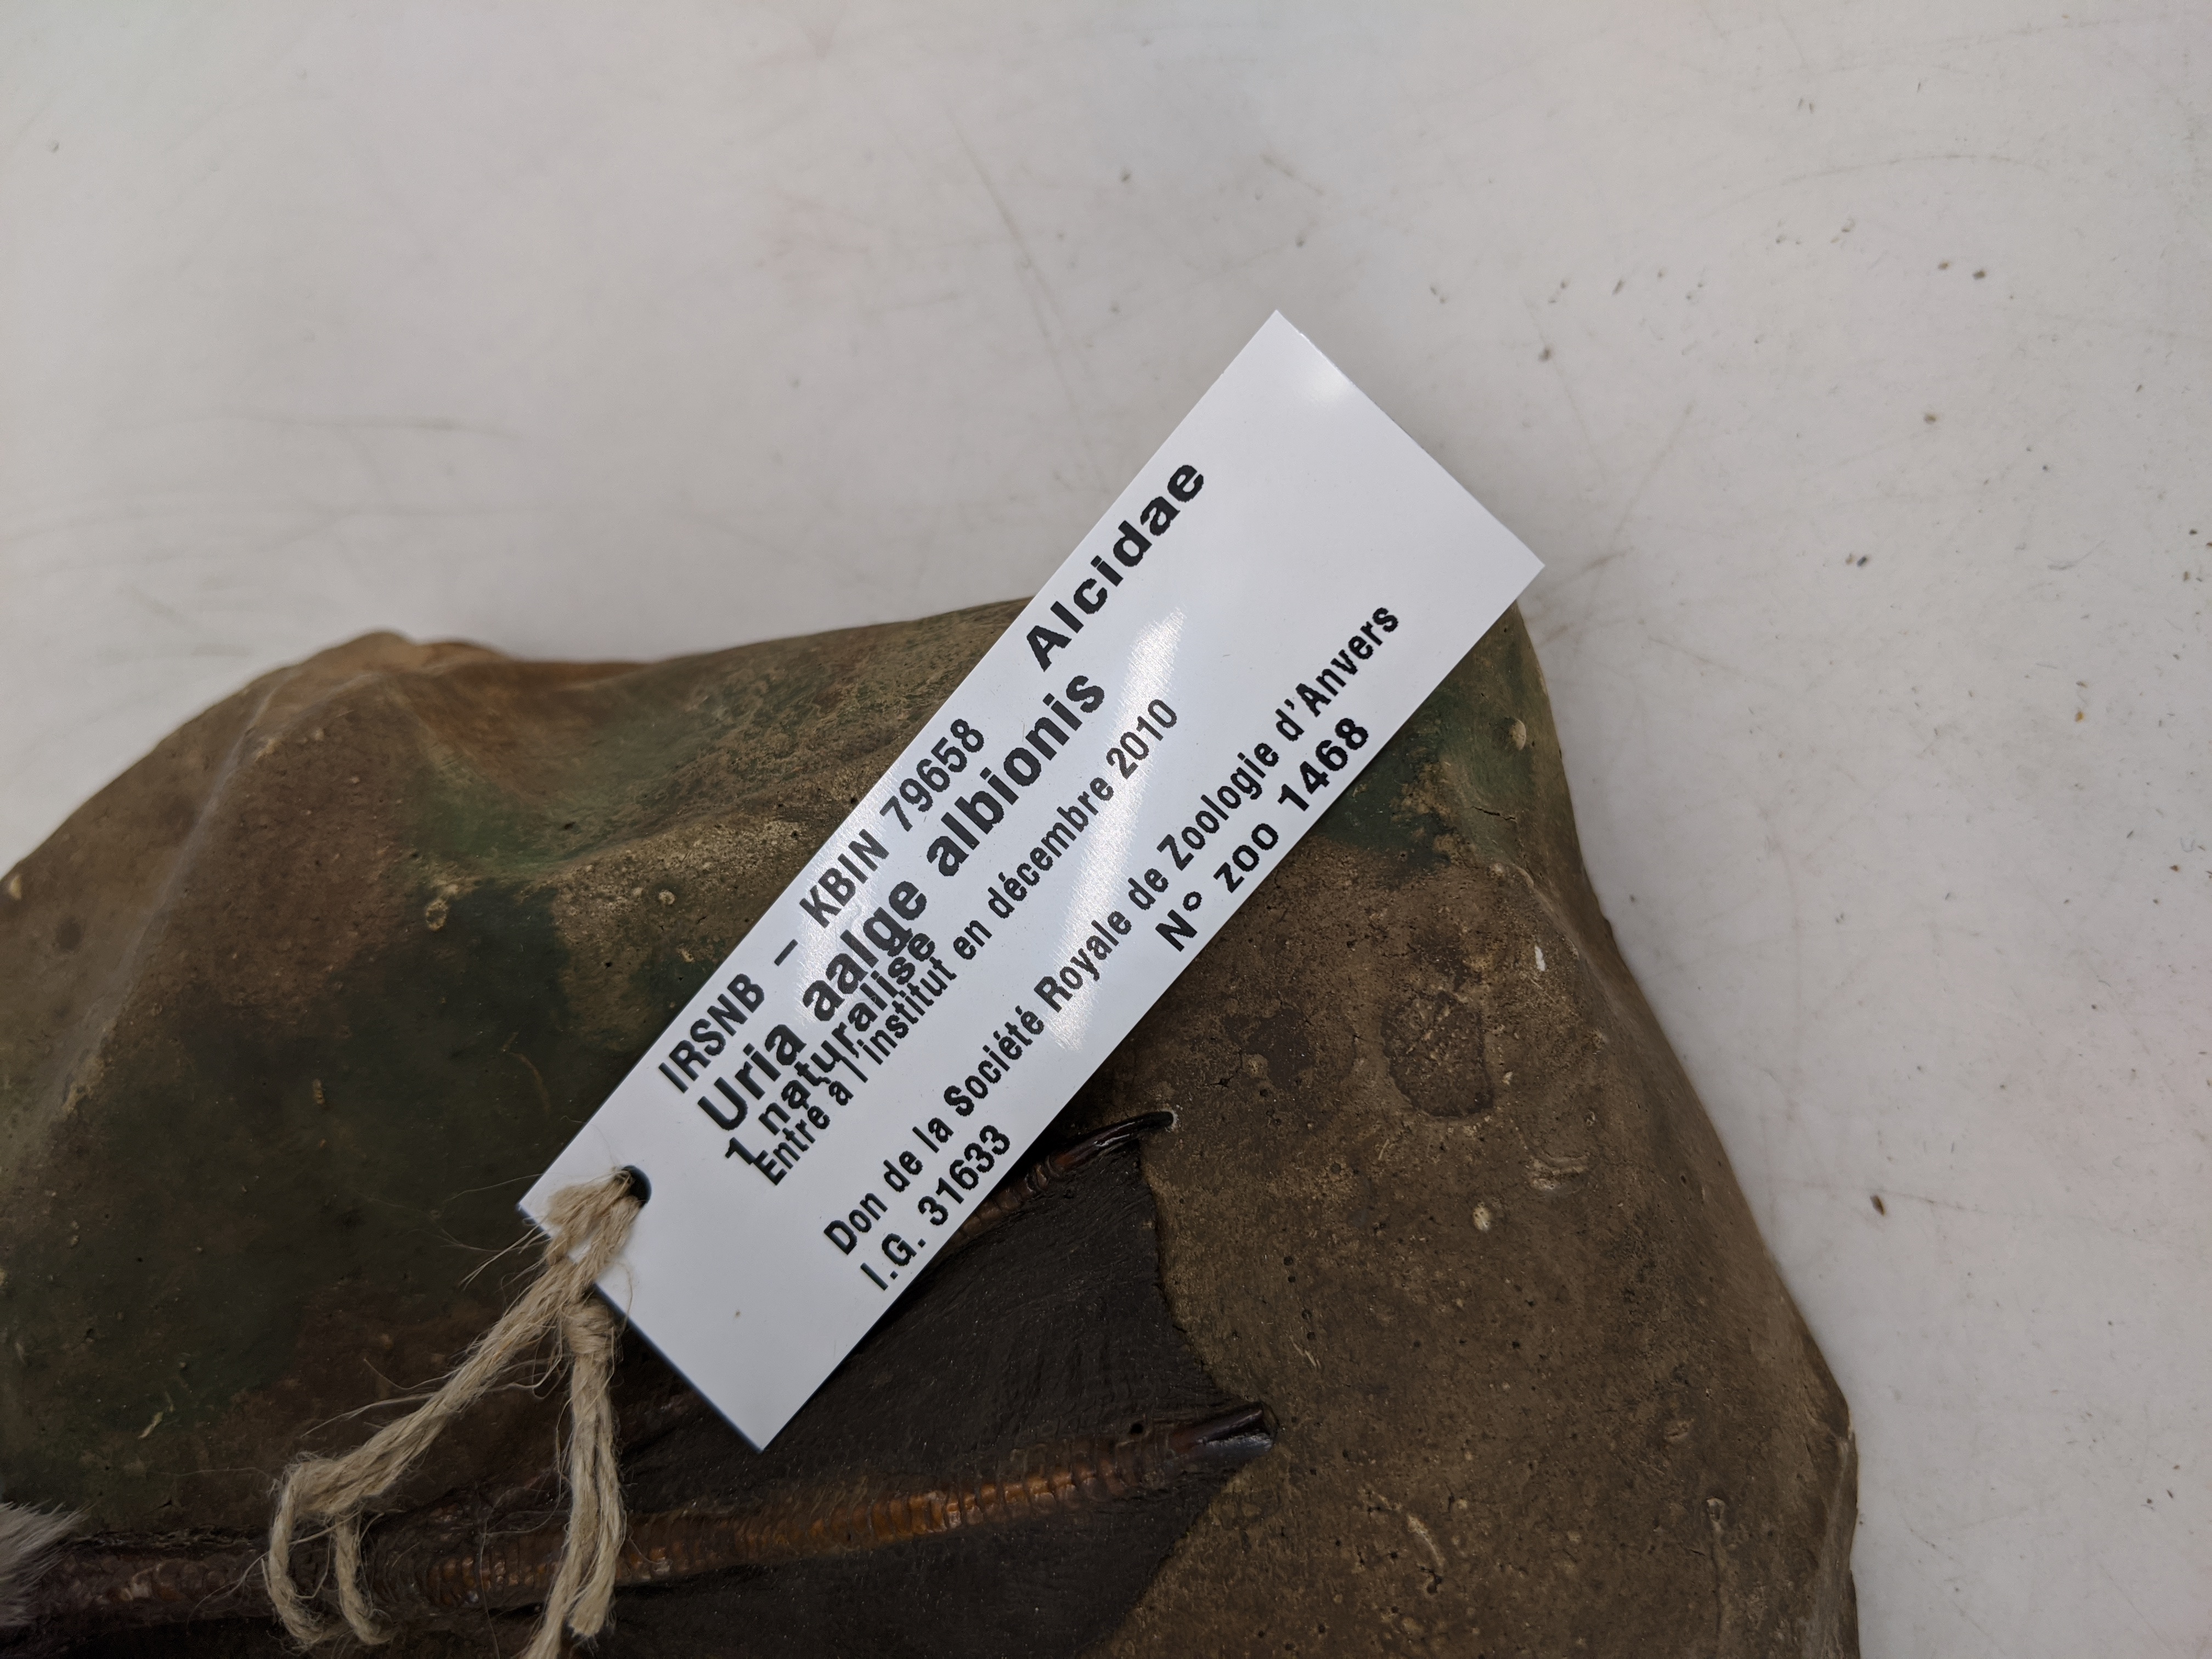 IRSNB – KBIN 79658
Uria aalge albionis Alcidae
1 naturalisé
Entré à l'institut en décembre 2010
Don de la Société Royale de Zoologie d'Anvers
I.G. 31633 N° zoo 1468